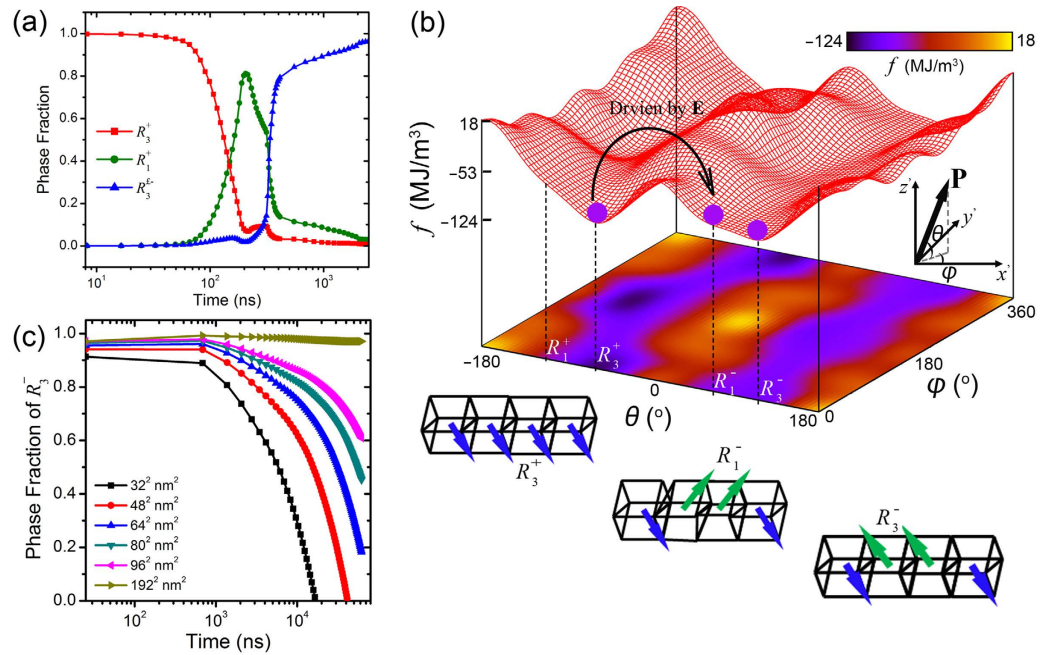 (a)
Phase Fraction
1.0
0.8
0.6
0.4
0.2
0.0
R₃⁺
R₁⁺
R₃^£-
10¹ 10² 10³
Time (ns)
(b)
−124 18
f (MJ/m³)
Drvien by E
f (MJ/m³)
18
−53
−124
z'
P
y'
θ
φ
x'
−180
R₁⁺
R₃⁺
0
R₁⁻
R₃⁻
180
θ (°)
0
180
360
φ (°)
R₃⁺
R₁⁻
R₃⁻
(c)
Phase Fraction of R₃⁻
1.0
0.8
0.6
0.4
0.2
0.0
32² nm²
48² nm²
64² nm²
80² nm²
96² nm²
192² nm²
10² 10³ 10⁴
Time (ns)